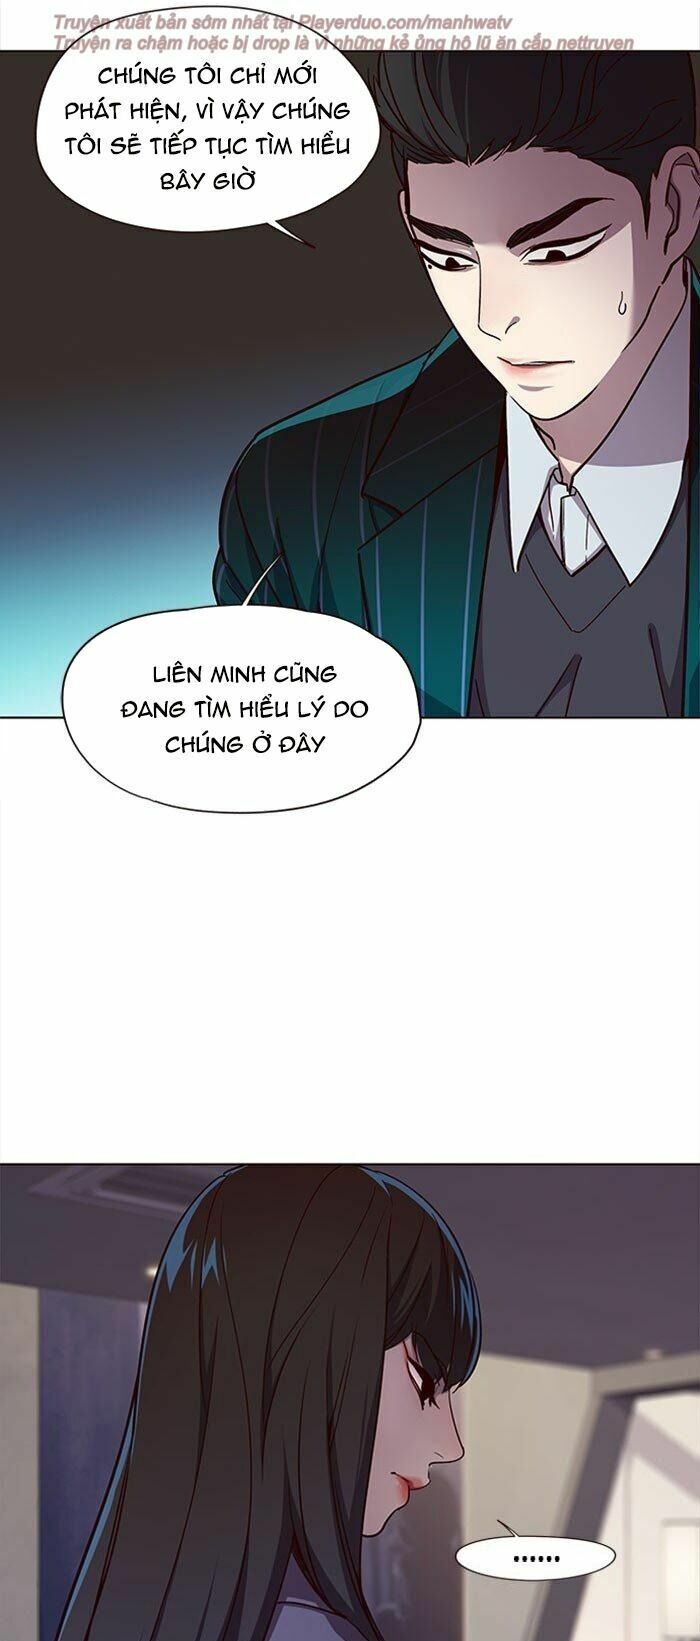 Truyện xuất bản sớm nhất tại Playerduo.com/manhwatv
Truyện ra chậm hoặc bị drop là vì những kẻ ủng hộ lũ ăn cắp nettruyen
CHÚNG TÔI CHỈ MỚI
PHÁT HIỆN, VÌ VẬY CHÚNG
TÔI SẼ TIẾP TỤC TÌM HIỂU
BÂY GIỜ
LIÊN MINH CŨNG
ĐANG TÌM HIỂU LÝ DO
CHÚNG Ở ĐÂY
......